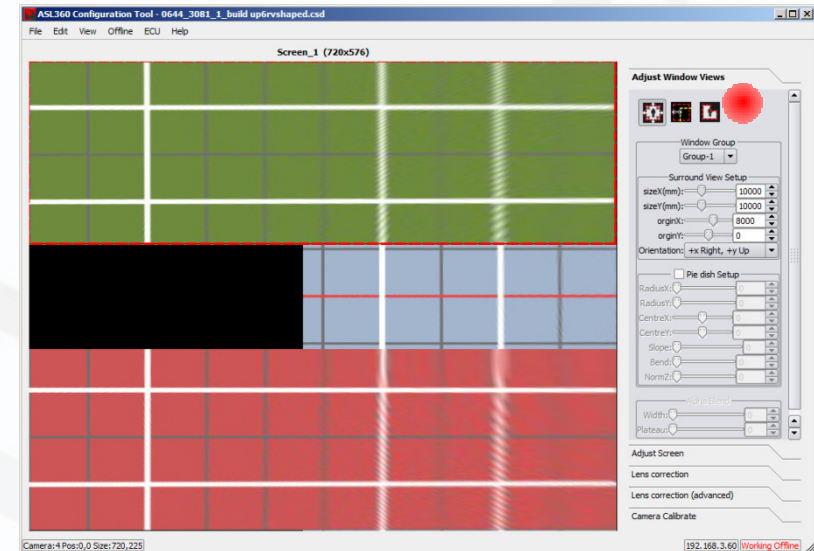 ASL360 Configuration Tool - 0644_3081_1_build up6rvshaped.csd
File Edit View Offline ECU Help
Screen_1 (720x576)
Adjust Window Views
Window Group
Group-1
Surround View Setup
sizeX(mm): 10000
sizeY(mm): 10000
orginX: 8000
orginY: 0
Orientation: +x Right, +y Up
Pie dish Setup
RadiusX: 0
RadiusY: 0
CentreX: 0
CentreY: 0
Slope: 0
Bend: 0
NormZ: 0
Alpha Blend
Width: 0
Plateau: 0
Adjust Screen
Lens correction
Lens correction (advanced)
Camera Calibrate
Camera:4 Pos:0,0 Size:720,225
192.168.3.60 Working Offline